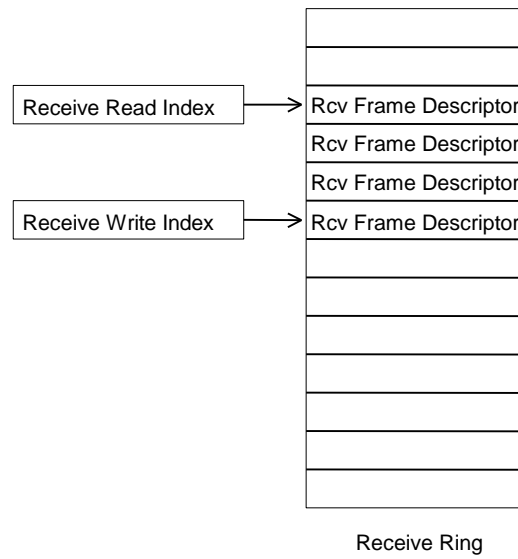 Receive Read Index
Rcv Frame Descriptor
Rcv Frame Descriptor
Rcv Frame Descriptor
Receive Write Index
Rcv Frame Descriptor
Receive Ring